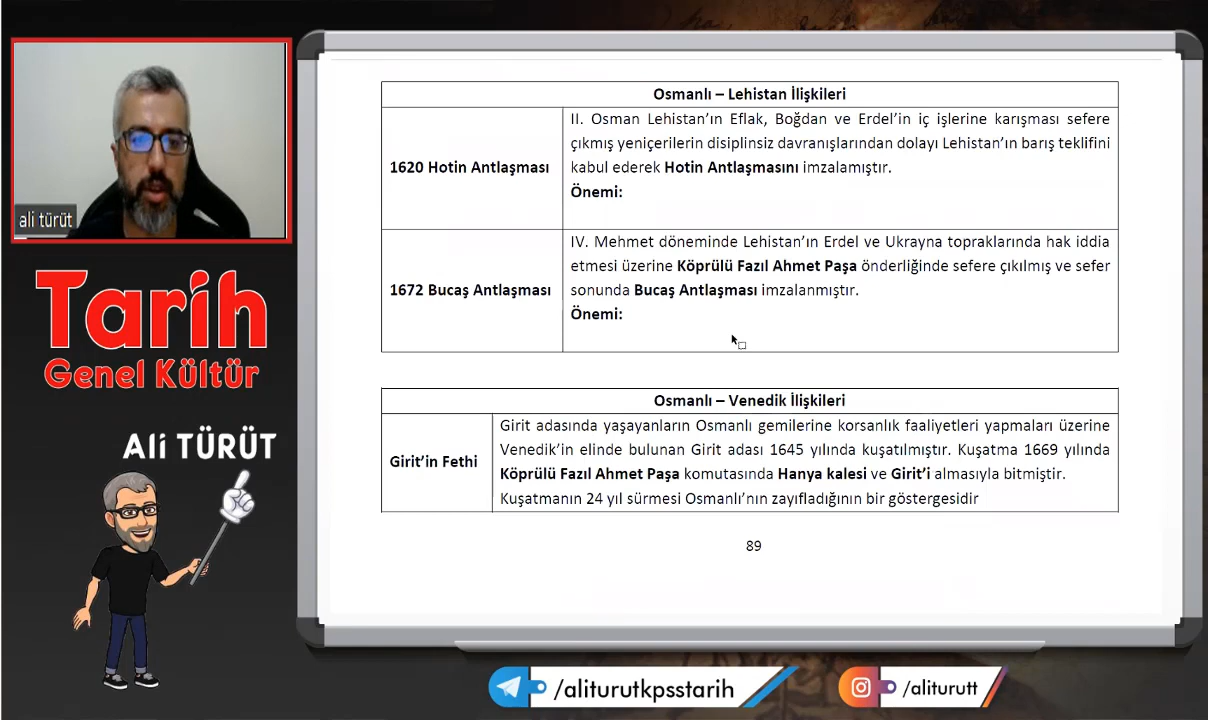 ali türüt
Tarih
Genel Kültür
Ali TÜRÜT
Osmanlı – Lehistan İlişkileri
1620 Hotin Antlaşması
II. Osman Lehistan’ın Eflak, Boğdan ve Erdel’in iç işlerine karışması sefere
çıkmış yeniçerilerin disiplinsiz davranışlarından dolayı Lehistan’ın barış teklifini
kabul ederek Hotin Antlaşmasını imzalamıştır.
Önemi:
1672 Bucaş Antlaşması
IV. Mehmet döneminde Lehistan’ın Erdel ve Ukrayna topraklarında hak iddia
etmesi üzerine Köprülü Fazıl Ahmet Paşa önderliğinde sefere çıkılmış ve sefer
sonunda Bucaş Antlaşması imzalanmıştır.
Önemi:
Osmanlı – Venedik İlişkileri
Girit’in Fethi
Girit adasında yaşayanların Osmanlı gemilerine korsanlık faaliyetleri yapmaları üzerine
Venedik’in elinde bulunan Girit adası 1645 yılında kuşatılmıştır. Kuşatma 1669 yılında
Köprülü Fazıl Ahmet Paşa komutasında Hanya kalesi ve Girit’i almasıyla bitmiştir.
Kuşatmanın 24 yıl sürmesi Osmanlı’nın zayıfladığının bir göstergesidir
89
/aliturutkpsstarih
/aliturutt